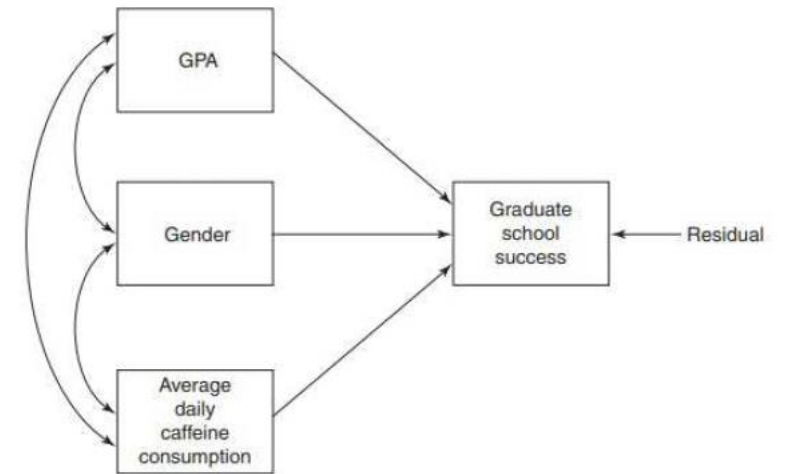 GPA
Gender
Graduate
school
success
Residual
Average
daily
caffeine
consumption